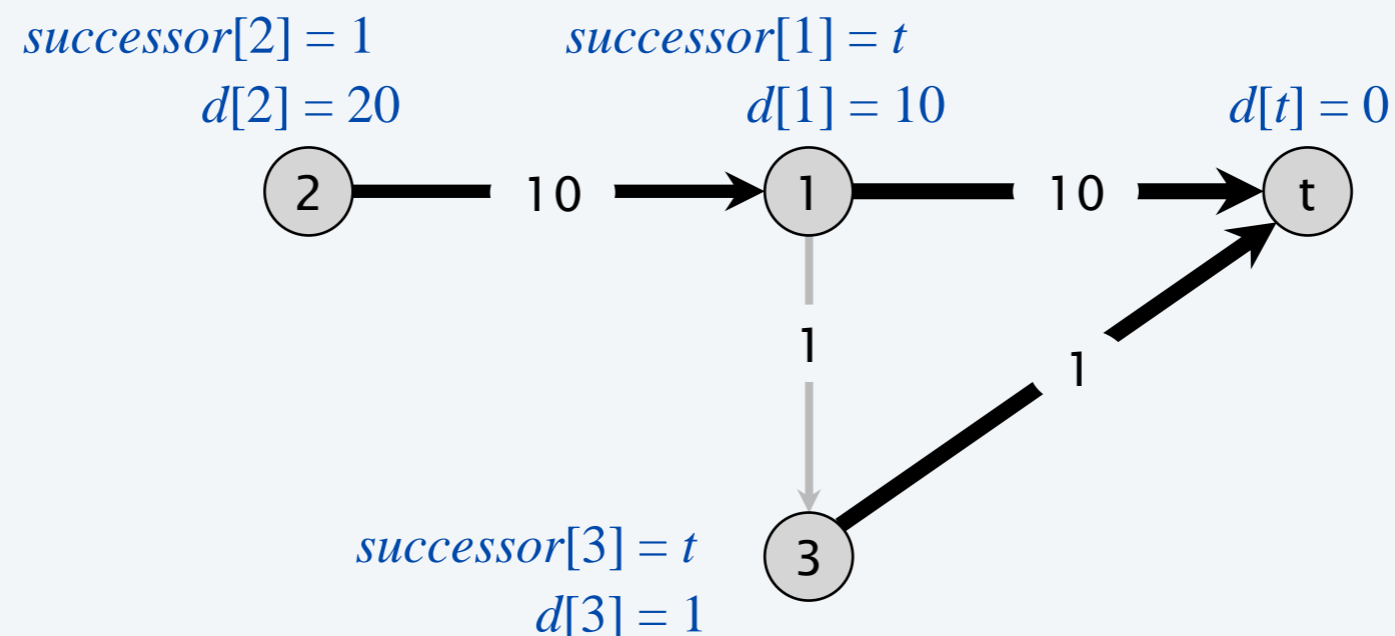 successor[2] = 1
d[2] = 20
successor[1] = t
d[1] = 10
d[t] = 0
2
10
1
10
t
1
1
successor[3] = t
d[3] = 1
3